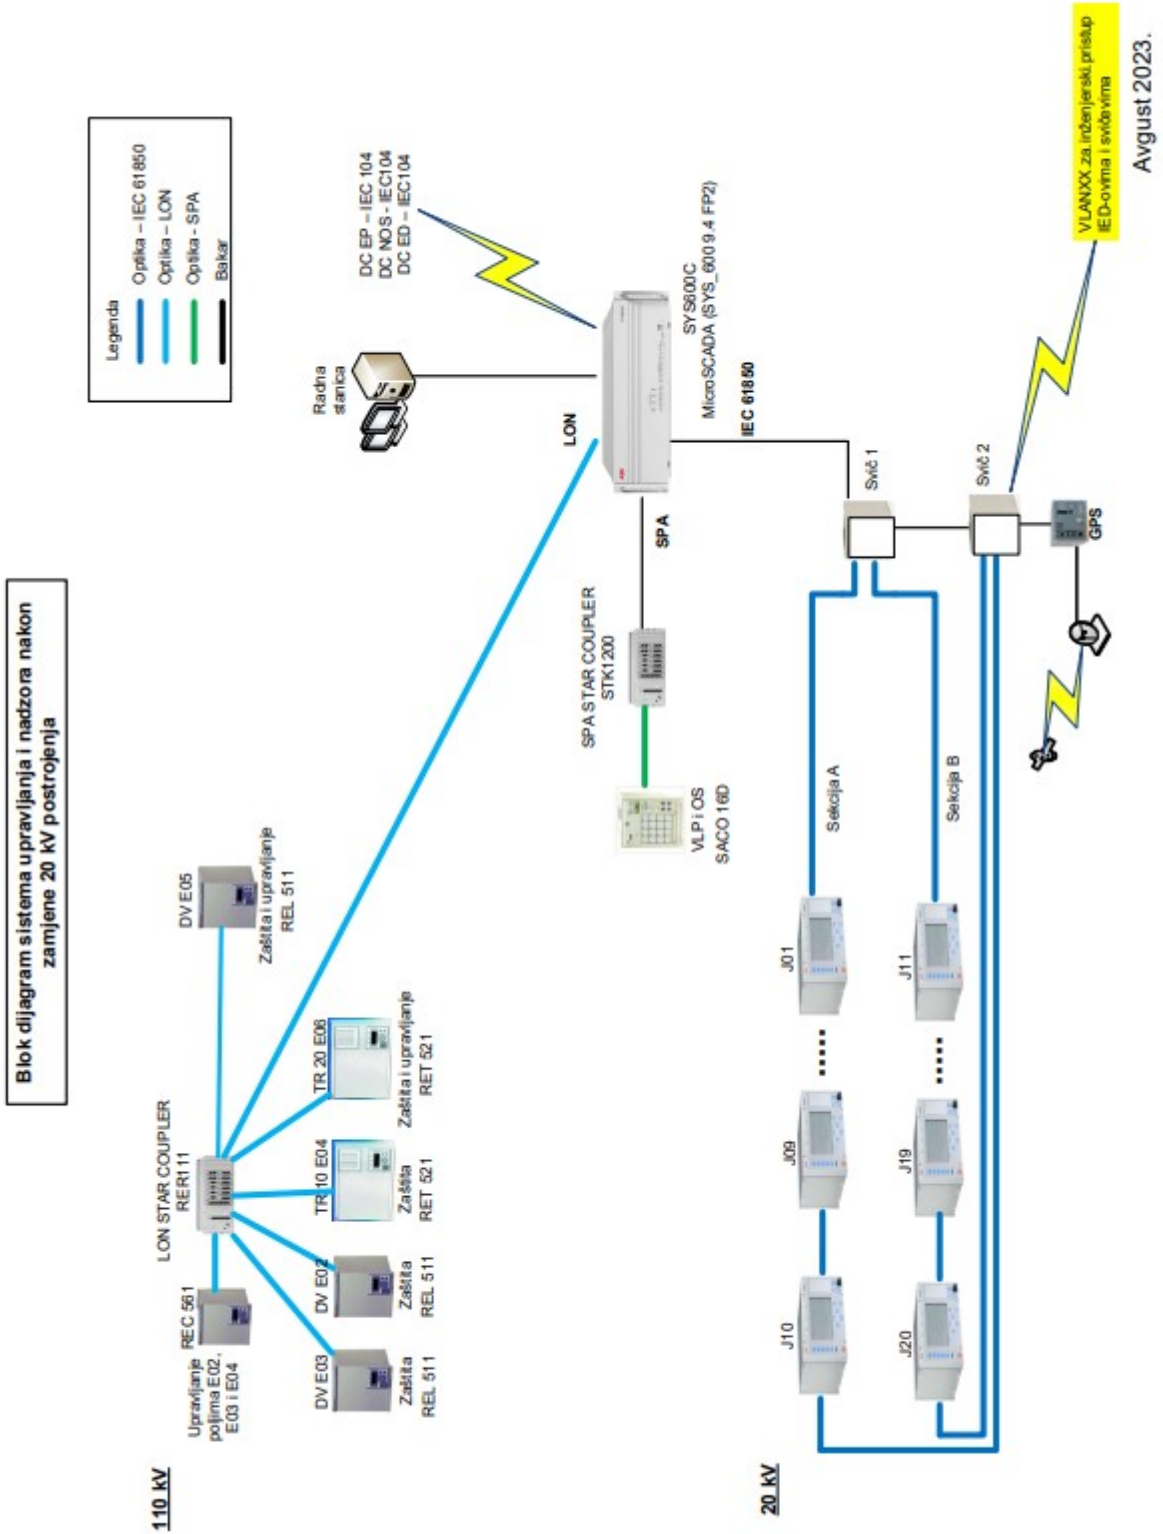 Blok dijagram sistema upravljanja i nadzora nakon
zamjene 20 kV postrojenja
Legenda
Optika – IEC 61850
Optika – LON
Optika - SPA
Bakar
110 kV
Upravljanje
poljima E02,
E03 i E04
REC 561
LON STAR COUPLER
RER111
DV E05
Zaštita i upravljanje
REL 511
DV E03
Zaštita
REL 511
DV E02
Zaštita
REL 511
TR 10 E04
Zaštita
RET 521
TR 20 E06
Zaštita i upravljanje
RET 521
Radna
stanica
DC EP – IEC 104
DC NOS - IEC104
DC ED – IEC104
LON
SYS600C
MicroSCADA (SYS_600 9.4 FP2)
SPA STAR COUPLER
STK1200
SPA
VLP i OS
SACO 16D
IEC 61850
20 kV
J10
J09
.....
J01
Sekcija A
Svič 1
J20
J19
.....
J11
Sekcija B
Svič 2
GPS
VLANXX za inženjerski pristup
IED-ovima i svičevima
Avgust 2023.